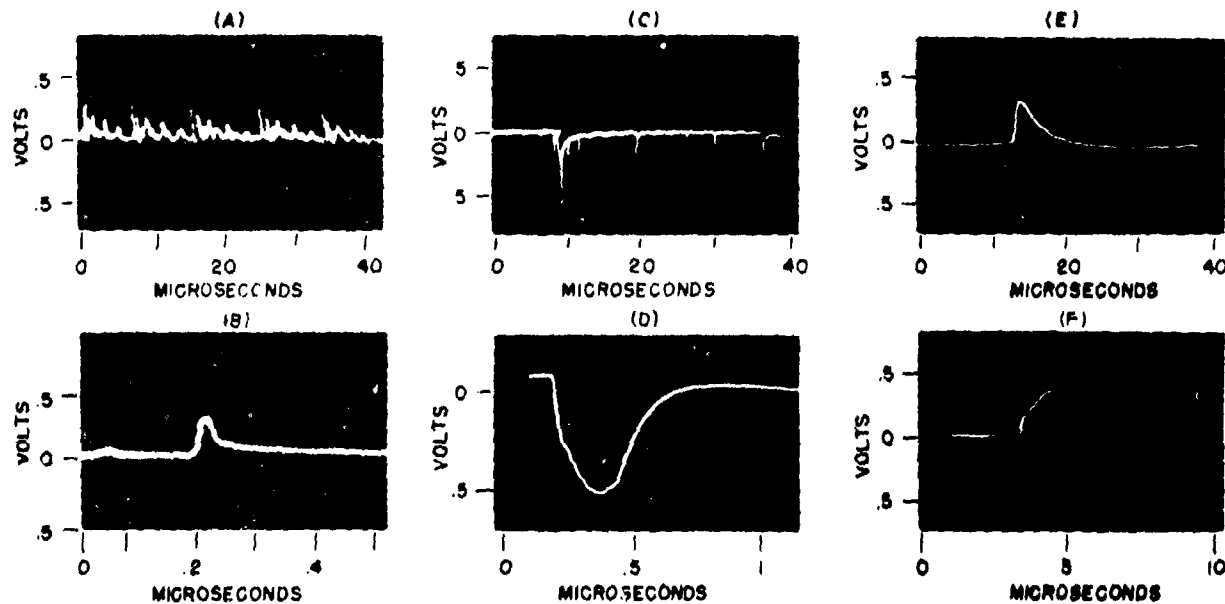 (A)
VOLTS
.5
0
.5
0 20 40
MICROSECONDS
(B)
VOLTS
.5
0
.5
0 .2 .4
MICROSECONDS
(C)
VOLTS
5
0
5
0 10 20 40
MICROSECONDS
(D)
VOLTS
0
.5
0 .5 1
MICROSECONDS
(E)
VOLTS
.5
0
.5
0 20 40
MICROSECONDS
(F)
VOLTS
.5
0
.5
0 5 10
MICROSECONDS